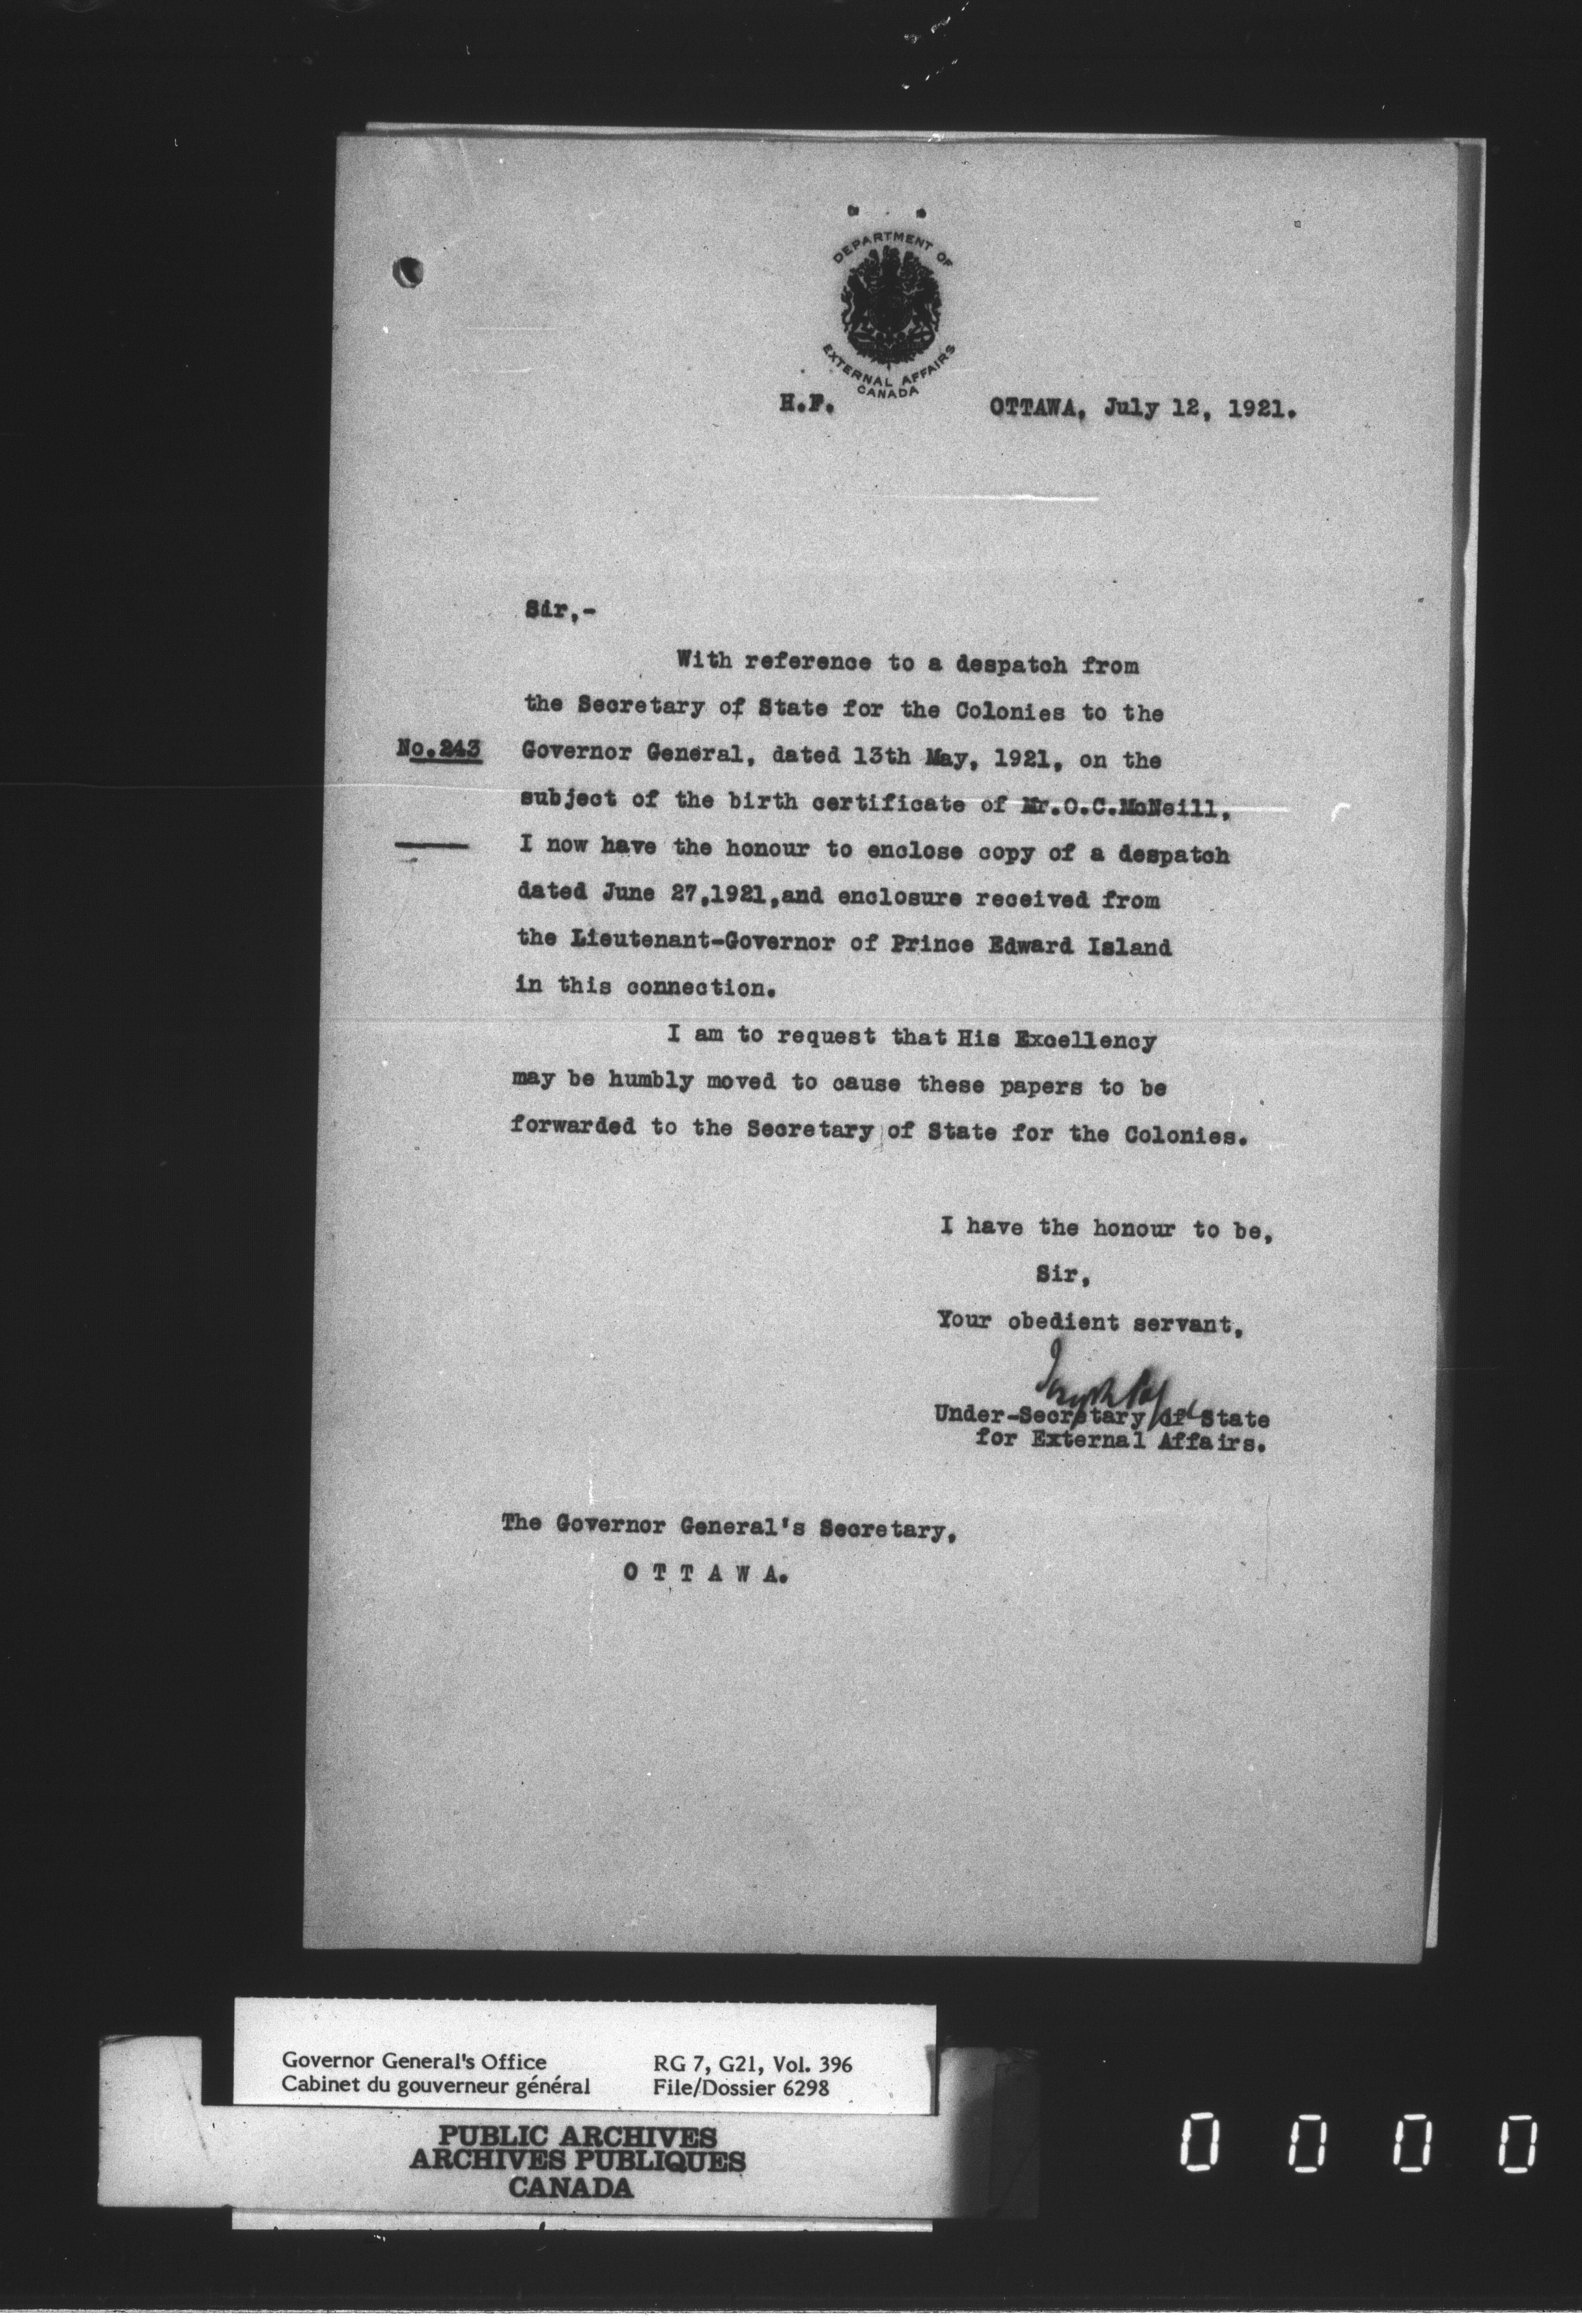 DEPARTMENT OF
EXTERNAL AFFAIRS
CANADA
H.F. OTTAWA, July 12, 1921.
Sir,-
With reference to a despatch from
the Secretary of State for the Colonies to the
No.243 Governor General, dated 13th May, 1921, on the
subject of the birth certificate of Mr.O.C.McNeill,
I now have the honour to enclose copy of a despatch
dated June 27,1921,and enclosure received from
the Lieutenant-Governor of Prince Edward Island
in this connection.
I am to request that His Excellency
may be humbly moved to cause these papers to be
forwarded to the Secretary of State for the Colonies.
I have the honour to be,
Sir,
Your obedient servant,
Under-Secretary of State
for External Affairs.
The Governor General's Secretary,
O T T A W A.
Governor General's Office RG 7, G21, Vol. 396
Cabinet du gouverneur général File/Dossier 6298
PUBLIC ARCHIVES
ARCHIVES PUBLIQUES
CANADA
0 0 0 0